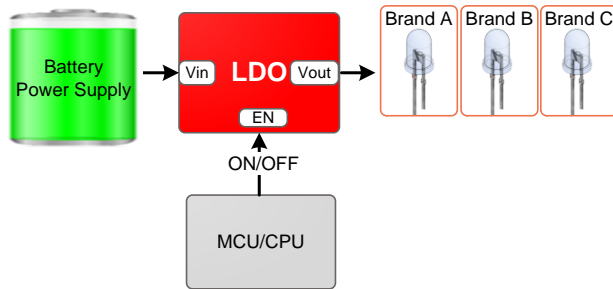 Battery
Power Supply
Vin
LDO
Vout
EN
ON/OFF
MCU/CPU
Brand A
Brand B
Brand C